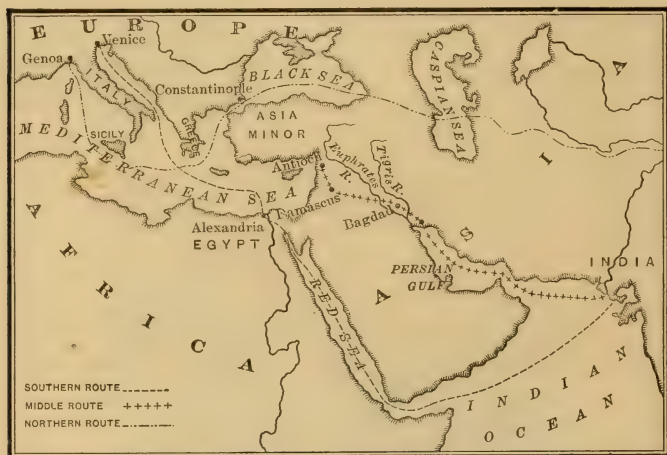 EUROPE
Venice
Genoa
ITALY
Constantinople
BLACK SEA
CASPIAN SEA
ASIA
ASIA
MINOR
GREECE
SICILY
MEDITERRANEAN SEA
Antioch
Euphrates
R.
Tigris R.
Damascus
Bagdad
Alexandria
EGYPT
PERSIAN
GULF
INDIA
RED SEA
AFRICA
INDIAN
OCEAN
SOUTHERN ROUTE
MIDDLE ROUTE
NORTHERN ROUTE